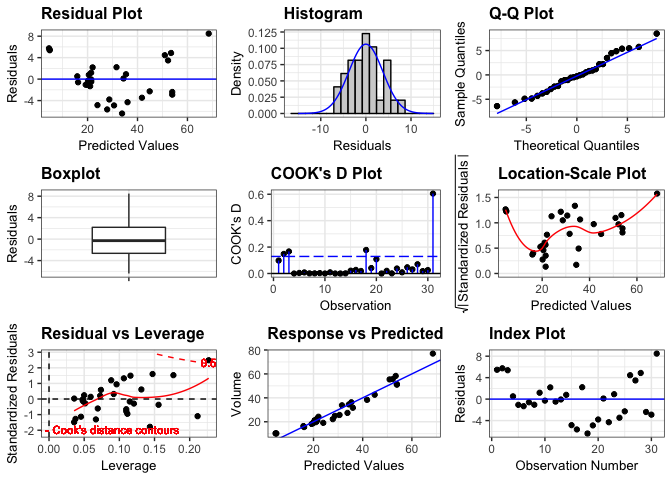 Residual Plot
8
4
0
-4
Residuals
20 40 60
Predicted Values
Histogram
0.125
0.100
0.075
0.050
0.025
0.000
Density
-10 0 10
Residuals
Q-Q Plot
5
0
-5
Sample Quantiles
-5 0 5
Theoretical Quantiles
Boxplot
8
4
0
-4
Residuals
COOK's D Plot
0.6
0.4
0.2
0.0
COOK's D
0 10 20 30
Observation
Location-Scale Plot
1.5
1.0
0.5
0.0
√|Standardized Residuals|
20 40 60
Predicted Values
Residual vs Leverage
3
2
1
0
-1
-2
Standardized Residuals
0.5
- Cook's distance contours
0.00 0.05 0.10 0.15 0.20
Leverage
Response vs Predicted
80
60
40
20
Volume
20 40 60
Predicted Values
Index Plot
8
4
0
-4
Residuals
0 10 20 30
Observation Number